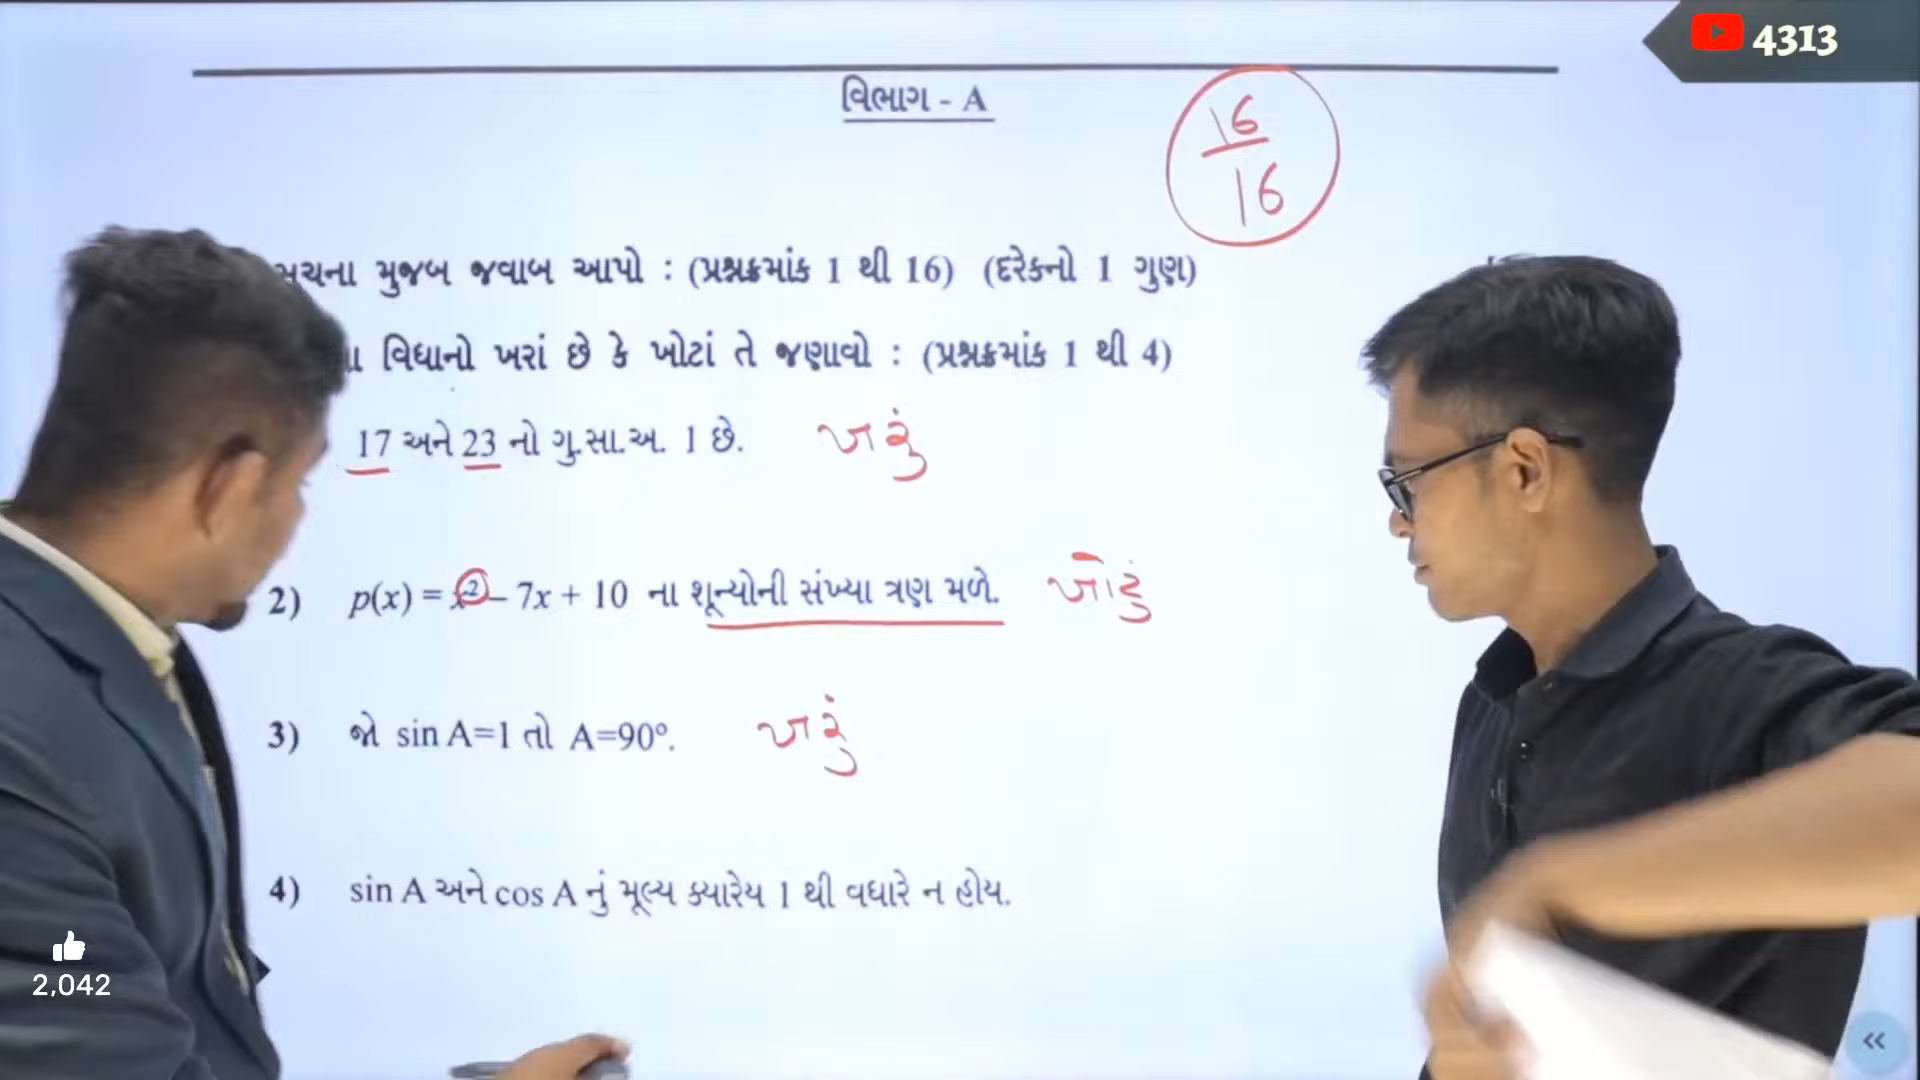 4313
વિભાગ - A
16
16
સૂચના મુજબ જવાબ આપો : (પ્રશ્નક્રમાંક 1 થી 16) (દરેકનો 1 ગુણ)
વિધાનો ખરાં છે કે ખોટાં તે જણાવો : (પ્રશ્નક્રમાંક 1 થી 4)
17 અને 23 નો ગુ.સા.અ. 1 છે. ખરું
2) p(x) = x² – 7x + 10 ના શૂન્યોની સંખ્યા ત્રણ મળે. ખોટું
3) જો sin A=1 તો A=90°. ખરું
4) sin A અને cos A નું મૂલ્ય ક્યારેય 1 થી વધારે ન હોય.
2,042